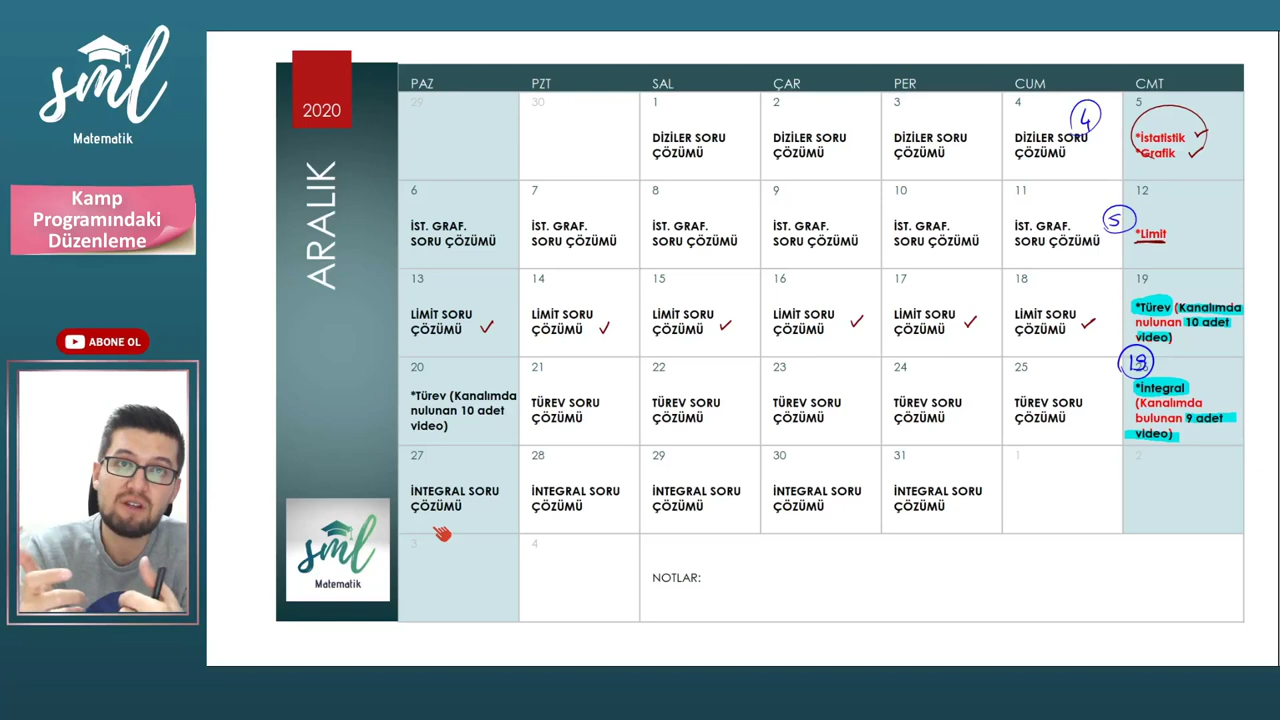 sml
Matematik
Kamp
Programındaki
Düzenleme
ABONE OL
2020
ARALIK
sml
Matematik
PAZ PZT SAL ÇAR PER CUM CMT
29 30 1 2 3 4 5
4
DİZİLER SORU DİZİLER SORU DİZİLER SORU DİZİLER SORU *İstatistik
ÇÖZÜMÜ ÇÖZÜMÜ ÇÖZÜMÜ ÇÖZÜMÜ *Grafik
6 7 8 9 10 11 12
5
İST. GRAF. İST. GRAF. İST. GRAF. İST. GRAF. İST. GRAF. İST. GRAF. *Limit
SORU ÇÖZÜMÜ SORU ÇÖZÜMÜ SORU ÇÖZÜMÜ SORU ÇÖZÜMÜ SORU ÇÖZÜMÜ SORU ÇÖZÜMÜ
13 14 15 16 17 18 19
LİMİT SORU LİMİT SORU LİMİT SORU LİMİT SORU LİMİT SORU LİMİT SORU *Türev (Kanalımda
ÇÖZÜMÜ ÇÖZÜMÜ ÇÖZÜMÜ ÇÖZÜMÜ ÇÖZÜMÜ ÇÖZÜMÜ nulunan 10 adet
video)
20 21 22 23 24 25
*Türev (Kanalımda TÜREV SORU TÜREV SORU TÜREV SORU TÜREV SORU TÜREV SORU *İntegral
nulunan 10 adet ÇÖZÜMÜ ÇÖZÜMÜ ÇÖZÜMÜ ÇÖZÜMÜ ÇÖZÜMÜ (Kanalımda
video) bulunan 9 adet
video)
27 28 29 30 31 1 2
İNTEGRAL SORU İNTEGRAL SORU İNTEGRAL SORU İNTEGRAL SORU İNTEGRAL SORU
ÇÖZÜMÜ ÇÖZÜMÜ ÇÖZÜMÜ ÇÖZÜMÜ ÇÖZÜMÜ
3 4
NOTLAR: